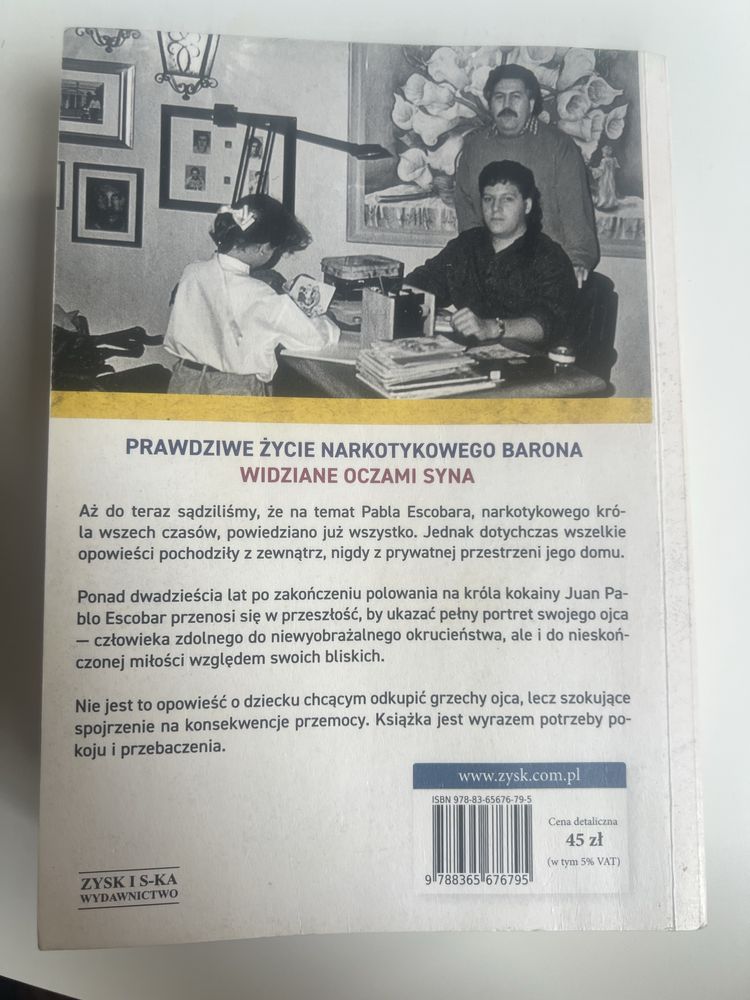 PRAWDZIWE ŻYCIE NARKOTYKOWEGO BARONA
WIDZIANE OCZAMI SYNA
Aż do teraz sądziliśmy, że na temat Pabla Escobara, narkotykowego kró-
la wszech czasów, powiedziano już wszystko. Jednak dotychczas wszelkie
opowieści pochodziły z zewnątrz, nigdy z prywatnej przestrzeni jego domu.
Ponad dwadzieścia lat po zakończeniu polowania na króla kokainy Juan Pa-
blo Escobar przenosi się w przeszłość, by ukazać pełny portret swojego ojca
— człowieka zdolnego do niewyobrażalnego okrucieństwa, ale i do nieskoń-
czonej miłości względem swoich bliskich.
Nie jest to opowieść o dziecku chcącym odkupić grzechy ojca, lecz szokujące
spojrzenie na konsekwencje przemocy. Książka jest wyrazem potrzeby po-
koju i przebaczenia.
www.zysk.com.pl
ISBN 978-83-65676-79-5
9 788365 676795
Cena detaliczna
45 zł
(w tym 5% VAT)
ZYSK I S-KA
WYDAWNICTWO